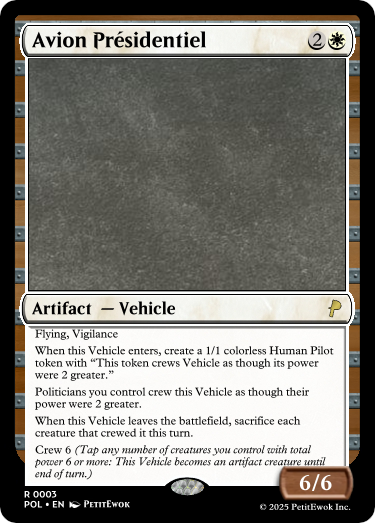 Avion Présidentiel 2
Artifact — Vehicle
Flying, Vigilance
When this Vehicle enters, create a 1/1 colorless Human Pilot
token with “This token crews Vehicle as though its power
were 2 greater.”
Politicians you control crew this Vehicle as though their
power were 2 greater.
When this Vehicle leaves the battlefield, sacrifice each
creature that crewed it this turn.
Crew 6 (Tap any number of creatures you control with total
power 6 or more: This Vehicle becomes an artifact creature until
end of turn.)
6/6
R 0003
POL • EN PetitEwok
© 2025 PetitEwok Inc.